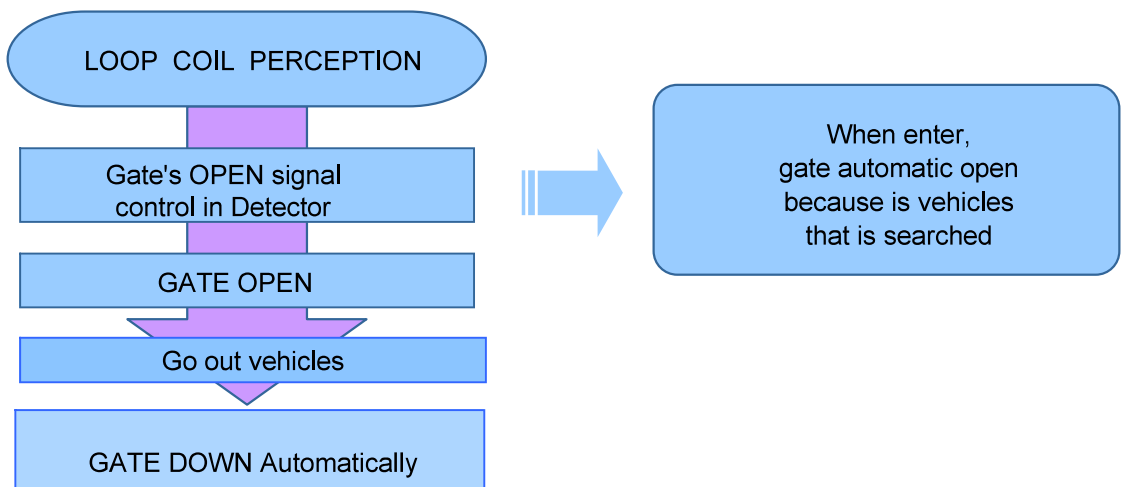 LOOP COIL PERCEPTION
Gate's OPEN signal
control in Detector
GATE OPEN
Go out vehicles
GATE DOWN Automatically
When enter,
gate automatic open
because is vehicles
that is searched